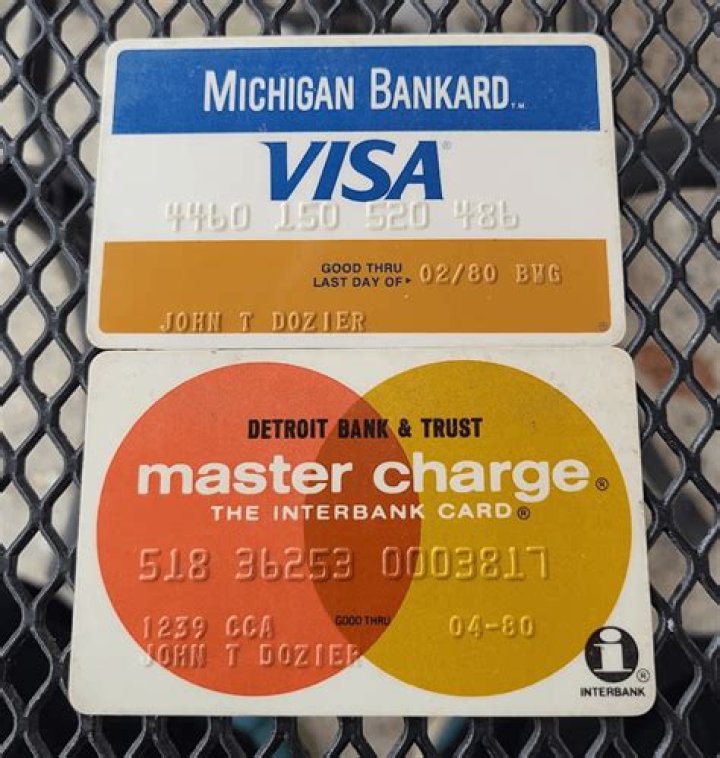 MICHIGAN BANKARD™
VISA®
4460 150 520 486
GOOD THRU
LAST DAY OF▸ 02/80 BWG
JOHN T DOZIER
DETROIT BANK & TRUST
master charge®
THE INTERBANK CARD®
518 36253 0003817
1239 CCA GOOD THRU 04-80
JOHN T DOZIER
i®
INTERBANK